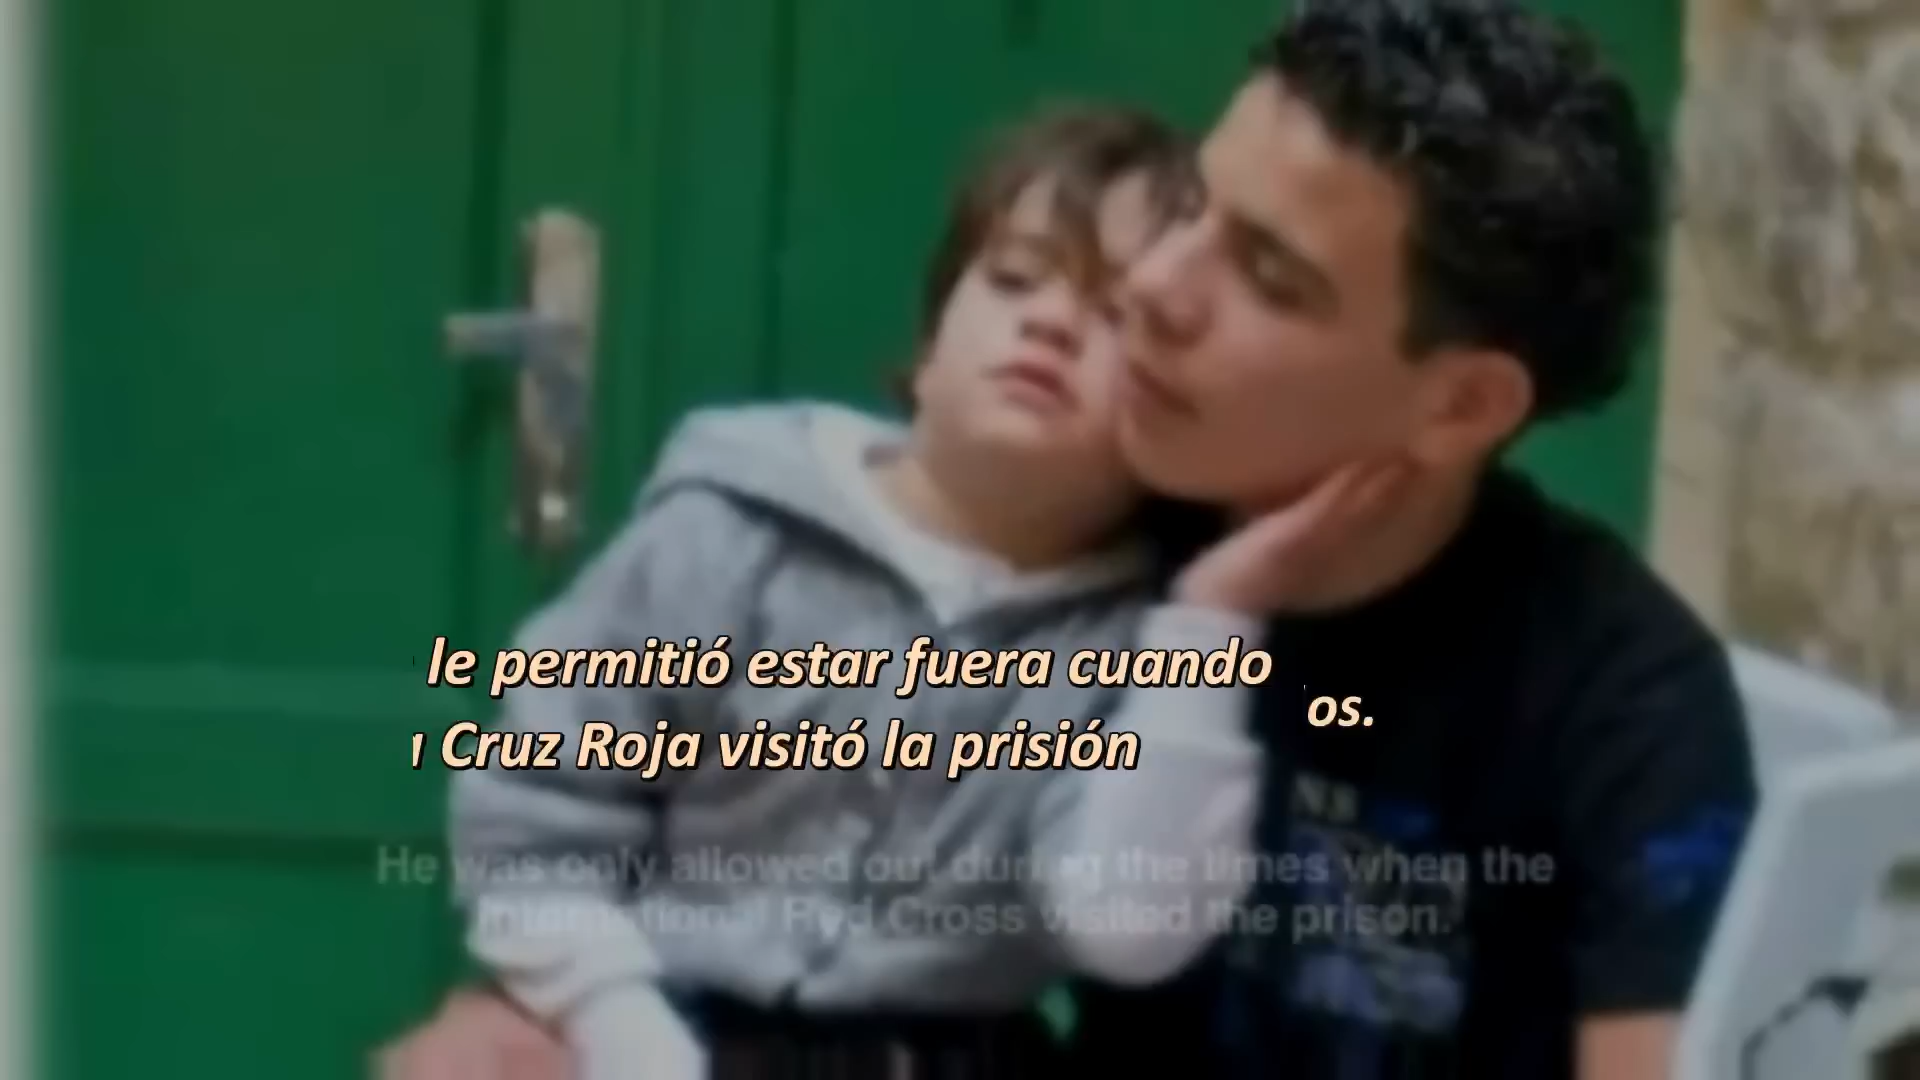 le permitió estar fuera cuando
os.
Cruz Roja visitó la prisión
He was only allowed out during the times when the
International Red Cross visited the prison.